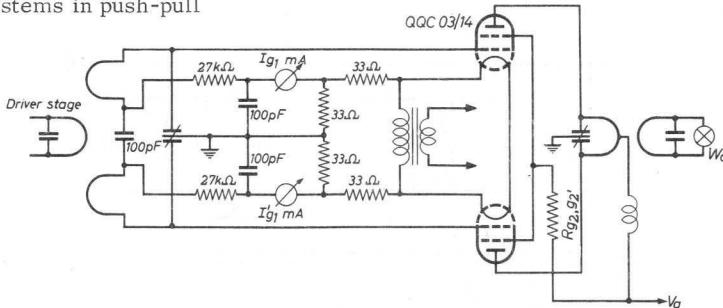 stems in push-pull
QQC 03/14
Ig1 mA
27kΩ
33Ω
Driver stage
100pF
33Ω
100pF
33Ω
100pF
Wo
27kΩ
33Ω
I'g1 mA
Rg2,g2'
Va